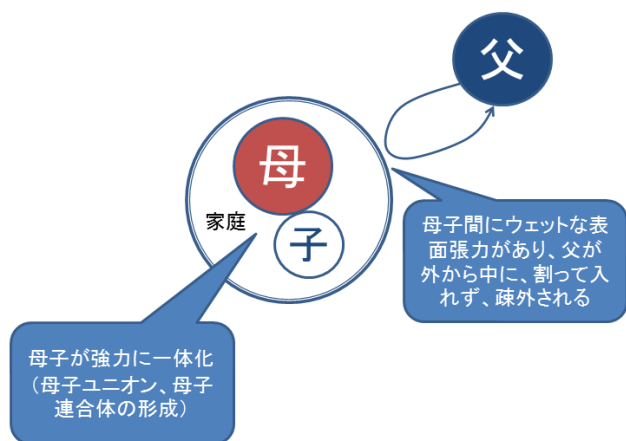 父
母
家庭
子
母子間にウェットな表
面張力があり、父が
外から中に、割って入
れず、疎外される
母子が強力に一体化
（母子ユニオン、母子
連合体の形成）